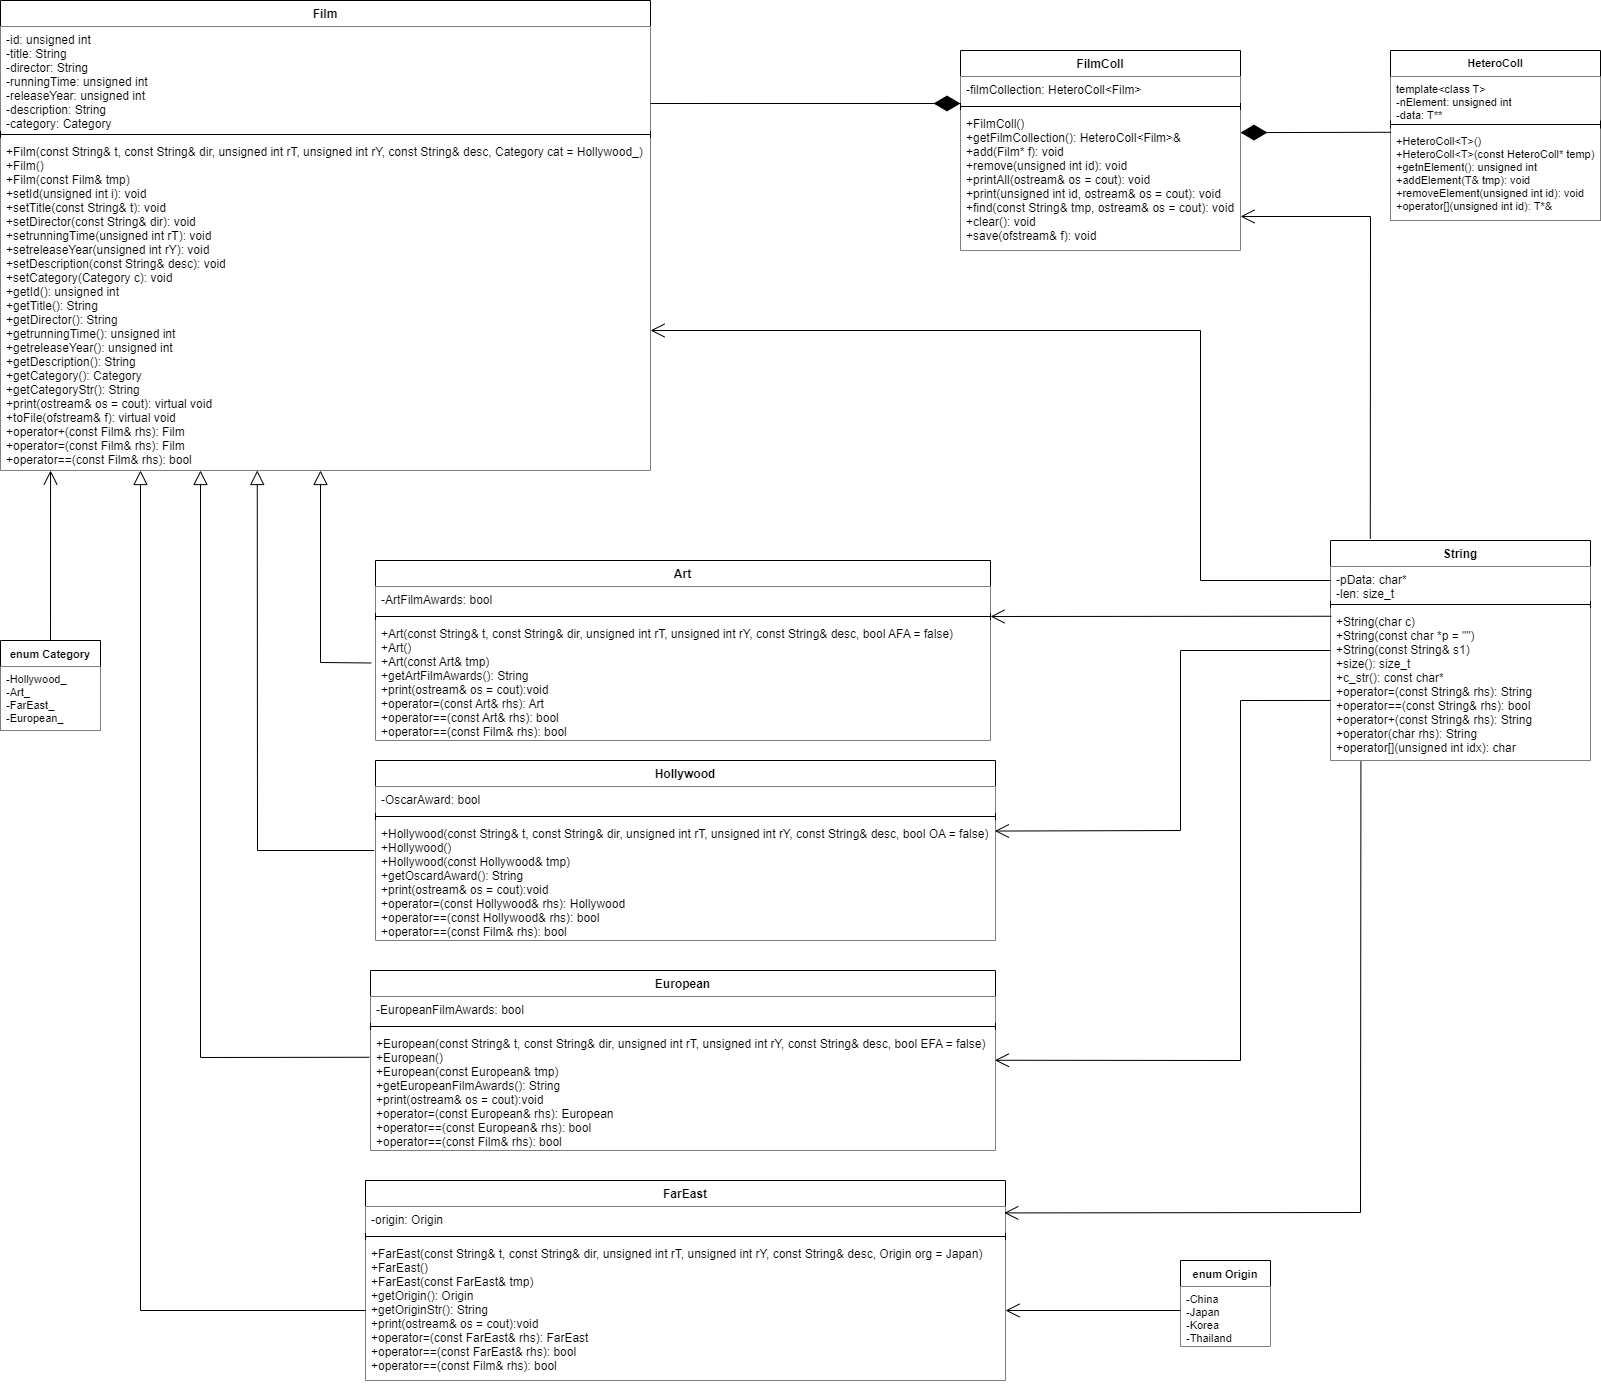 Film
-id: unsigned int
-title: String
-director: String
-runningTime: unsigned int
-releaseYear: unsigned int
-description: String
-category: Category
+Film(const String& t, const String& dir, unsigned int rT, unsigned int rY, const String& desc, Category cat = Hollywood_)
+Film()
+Film(const Film& tmp)
+setId(unsigned int i): void
+setTitle(const String& t): void
+setDirector(const String& dir): void
+setrunningTime(unsigned int rT): void
+setreleaseYear(unsigned int rY): void
+setDescription(const String& desc): void
+setCategory(Category c): void
+getId(): unsigned int
+getTitle(): String
+getDirector(): String
+getrunningTime(): unsigned int
+getreleaseYear(): unsigned int
+getDescription(): String
+getCategory(): Category
+getCategoryStr(): String
+print(ostream& os = cout): virtual void
+toFile(ofstream& f): virtual void
+operator+(const Film& rhs): Film
+operator=(const Film& rhs): Film
+operator==(const Film& rhs): bool
FilmColl
-filmCollection: HeteroColl<Film>
+FilmColl()
+getFilmCollection(): HeteroColl<Film>&
+add(Film* f): void
+remove(unsigned int id): void
+printAll(ostream& os = cout): void
+print(unsigned int id, ostream& os = cout): void
+find(const String& tmp, ostream& os = cout): void
+clear(): void
+save(ofstream& f): void
HeteroColl
template<class T>
-nElement: unsigned int
-data: T**
+HeteroColl<T>()
+HeteroColl<T>(const HeteroColl* temp)
+getnElement(): unsigned int
+addElement(T& tmp): void
+removeElement(unsigned int id): void
+operator[](unsigned int id): T*&
String
-pData: char*
-len: size_t
+String(char c)
+String(const char *p = "")
+String(const String& s1)
+size(): size_t
+c_str(): const char*
+operator=(const String& rhs): String
+operator==(const String& rhs): bool
+operator+(const String& rhs): String
+operator(char rhs): String
+operator[](unsigned int idx): char
enum Category
-Hollywood_
-Art_
-FarEast_
-European_
Art
-ArtFilmAwards: bool
+Art(const String& t, const String& dir, unsigned int rT, unsigned int rY, const String& desc, bool AFA = false)
+Art()
+Art(const Art& tmp)
+getArtFilmAwards(): String
+print(ostream& os = cout):void
+operator=(const Art& rhs): Art
+operator==(const Art& rhs): bool
+operator==(const Film& rhs): bool
Hollywood
-OscarAward: bool
+Hollywood(const String& t, const String& dir, unsigned int rT, unsigned int rY, const String& desc, bool OA = false)
+Hollywood()
+Hollywood(const Hollywood& tmp)
+getOscardAward(): String
+print(ostream& os = cout):void
+operator=(const Hollywood& rhs): Hollywood
+operator==(const Hollywood& rhs): bool
+operator==(const Film& rhs): bool
European
-EuropeanFilmAwards: bool
+European(const String& t, const String& dir, unsigned int rT, unsigned int rY, const String& desc, bool EFA = false)
+European()
+European(const European& tmp)
+getEuropeanFilmAwards(): String
+print(ostream& os = cout):void
+operator=(const European& rhs): European
+operator==(const European& rhs): bool
+operator==(const Film& rhs): bool
FarEast
-origin: Origin
+FarEast(const String& t, const String& dir, unsigned int rT, unsigned int rY, const String& desc, Origin org = Japan)
+FarEast()
+FarEast(const FarEast& tmp)
+getOrigin(): Origin
+getOriginStr(): String
+print(ostream& os = cout):void
+operator=(const FarEast& rhs): FarEast
+operator==(const FarEast& rhs): bool
+operator==(const Film& rhs): bool
enum Origin
-China
-Japan
-Korea
-Thailand